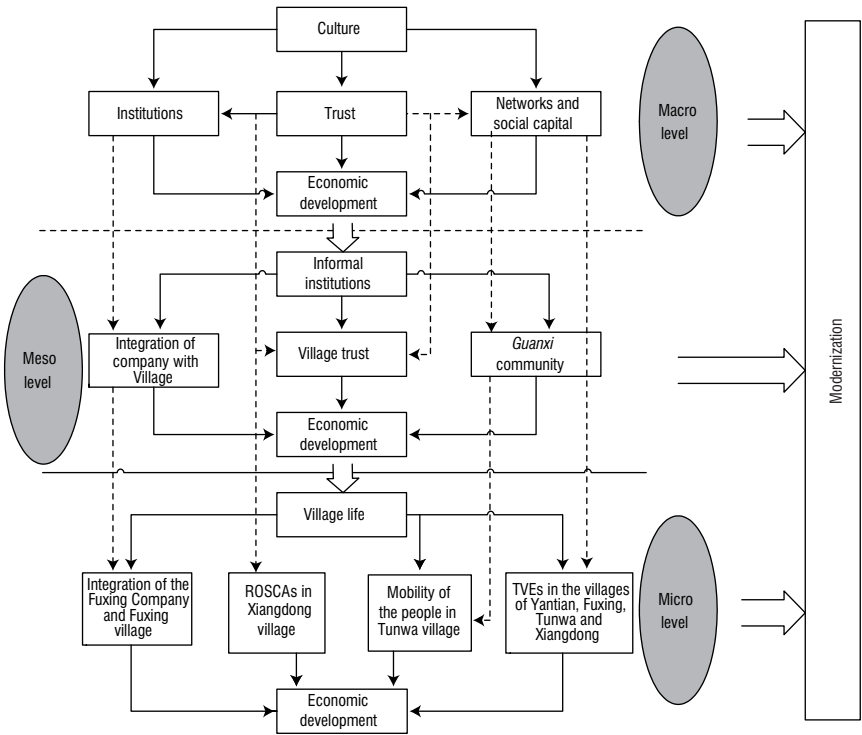 Culture
Institutions
Trust
Networks and
social capital
Macro
level
Economic
development
Informal
institutions
Meso
level
Integration of
company with
Village
Village trust
Guanxi
community
Modernization
Economic
development
Village life
Integration of the
Fuxing Company
and Fuxing
village
ROSCAs in
Xiangdong
village
Mobility of
the people in
Tunwa village
TVEs in the villages
of Yantian, Fuxing,
Tunwa and
Xiangdong
Micro
level
Economic
development